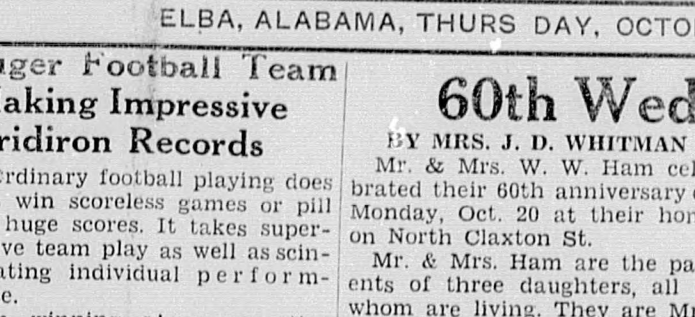 ELBA, ALABAMA, THURS DAY, OCTO
ger Football Team
aking Impressive
ridiron Records
rdinary football playing does
win scoreless games or pill
huge scores. It takes super-
ve team play as well as scin-
ating individual perform-
e.
60th Wed
BY MRS. J. D. WHITMAN
Mr. & Mrs. W. W. Ham cel
brated their 60th anniversary
Monday, Oct. 20 at their hom
on North Claxton St.
Mr. & Mrs. Ham are the pa
ents of three daughters, all
whom are living. They are M